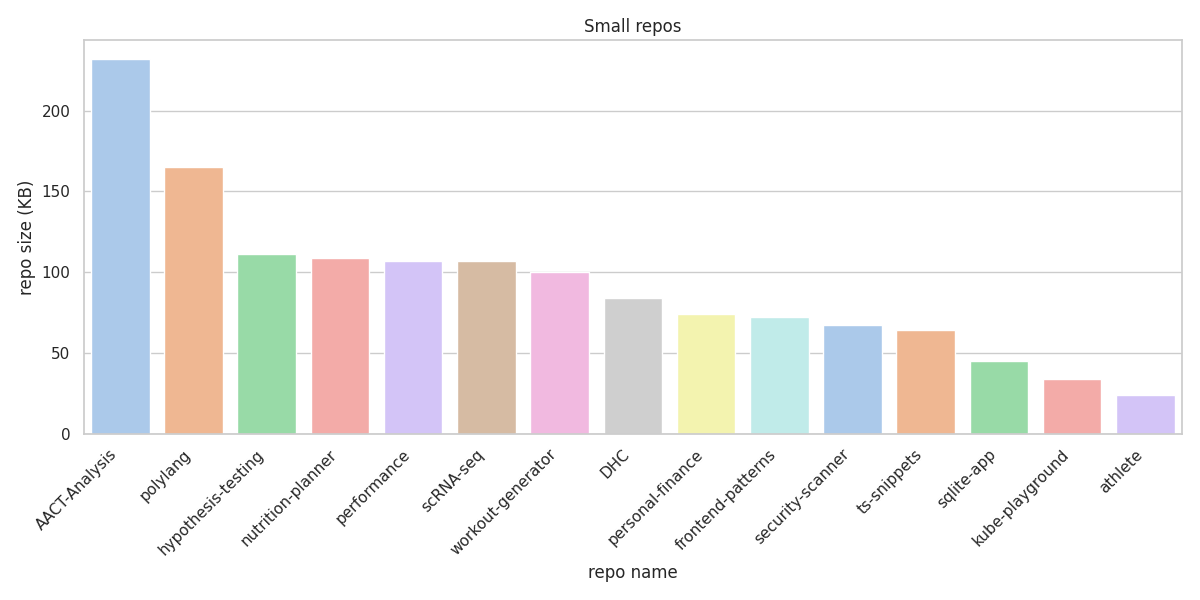 Small repos
repo size (KB)
200
150
100
50
0
AACT-Analysis
polylang
hypothesis-testing
nutrition-planner
performance
scRNA-seq
workout-generator
DHC
personal-finance
frontend-patterns
security-scanner
ts-snippets
sqlite-app
kube-playground
athlete
repo name